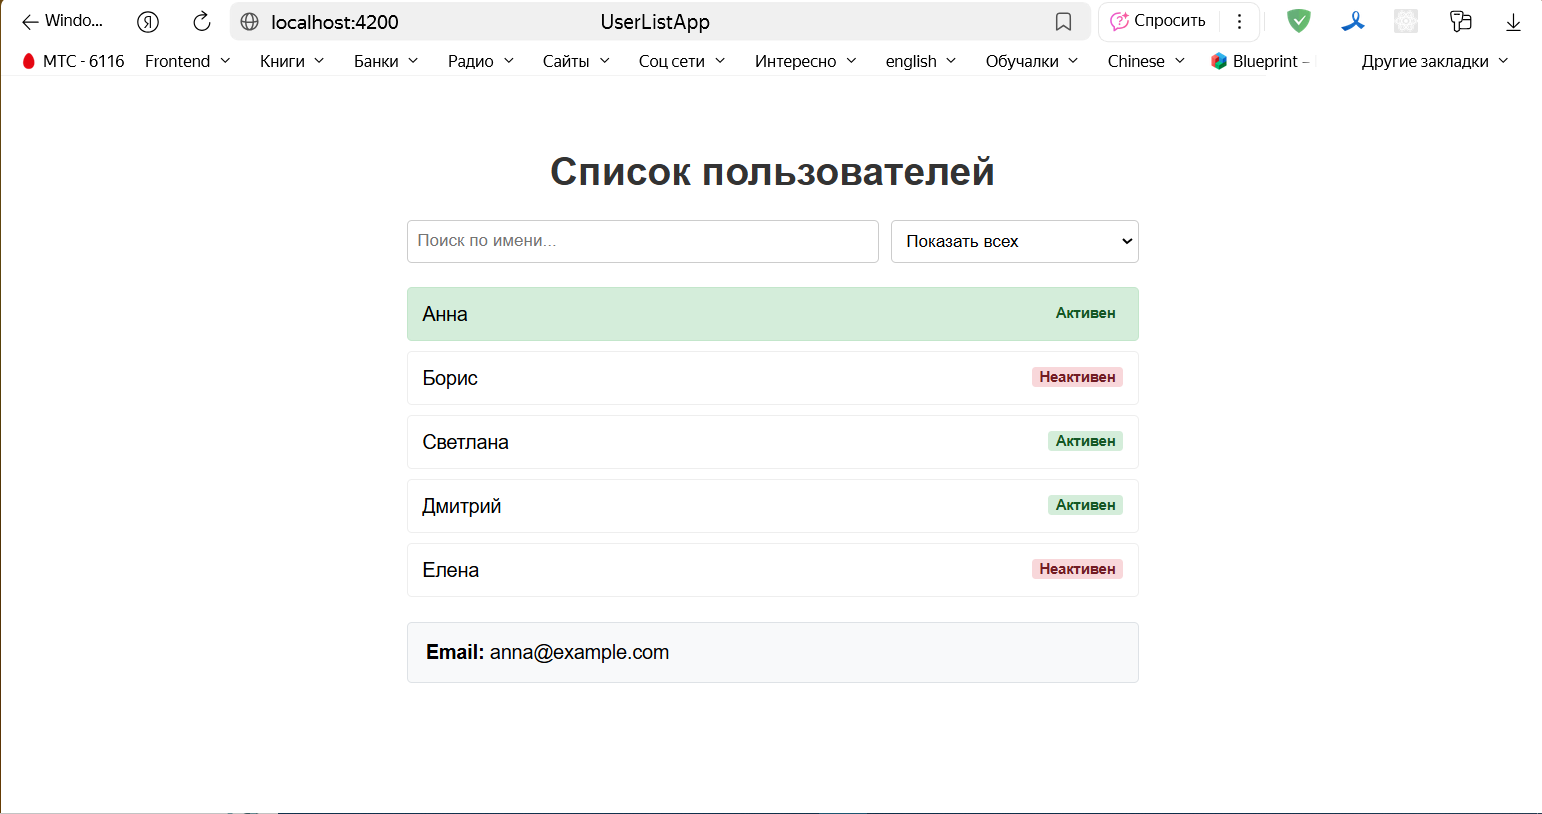 Windo... Я localhost:4200 UserListApp Спросить
МТС - 6116 Frontend Книги Банки Радио Сайты Соц сети Интересно english Обучалки Chinese Blueprint – Другие закладки
Список пользователей
Поиск по имени... Показать всех
Анна Активен
Борис Неактивен
Светлана Активен
Дмитрий Активен
Елена Неактивен
Email: anna@example.com